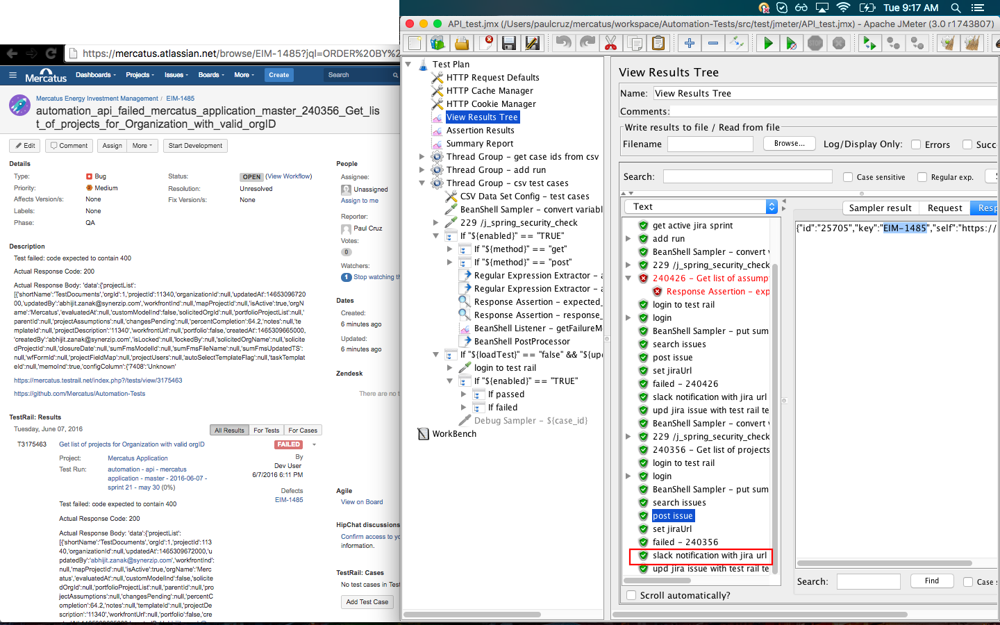 Tue 9:17 AM
https://mercatus.atlassian.net/browse/EIM-1485?jql=ORDER%20BY%2
Mercatus Dashboards Projects Issues Boards More Create Search
Mercatus Energy Investment Management / EIM-1485
automation_api_failed_mercatus_application_master_240356_Get_lis
t_of_projects_for_Organization_with_valid_orgID
Edit Comment Assign More Start Development
Details
Type: Bug Status: OPEN (View Workflow)
Priority: Medium Resolution: Unresolved
Affects Version/s: None Fix Version/s: None
Labels: None
Phase: QA
Description
Test failed: code expected to contain 400
Actual Response Code: 200
Actual Response Body: 'data':{'projectList':
[{'shortName':'TestDocuments','orgId':1,'projectId':11340,'organizationId':null,'updatedAt':14653096720
00,'updatedBy':'abhijit.zanak@synerzip.com','workfrontInd':null,'mapProjectId':null,'isActive':true,'orgN
ame':'Mercatus','evaluatedAt':null,'customModelInd':false,'solicitedOrgId':null,'portfolioProjectList':null,
'parentId':null,'projectAssumptions':null,'changesPending':null,'percentCompletion':64.2,'notes':null,'te
mplateId':null,'projectDescription':'11340','workfrontUrl':null,'portfolio':false,'createdAt':1465309665000,
'createdBy':'abhijit.zanak@synerzip.com','isLocked':null,'lockedBy':null,'solicitedOrgName':null,'solicite
dProjectId':null,'closureDate':null,'sumFmsModelId':null,'sumFmsFileName':null,'sumFmsUpdatedTS':
null,'wfFormId':null,'projectFieldMap':null,'projectUsers':null,'autoSelectTemplateFlag':null,'taskTemplat
eId':null,'memoInd':true,'configColumn':{'7408':'Unknown'
https://mercatus.testrail.net/index.php?/tests/view/3175463
https://github.com/Mercatus/Automation-Tests
TestRail: Results
Tuesday, June 07, 2016 All Results For Tests For Cases
T3175463 Get list of projects for Organization with valid orgID FAILED
Project: Mercatus Application
Test Run: automation - api - mercatus
application - master - 2016-06-07 -
sprint 21 - may 30 (0%)
By
Dev User
6/7/2016 6:11 PM
Defects
EIM-1485
Test failed: code expected to contain 400
Actual Response Code: 200
Actual Response Body: 'data':{'projectList':
[{'shortName':'TestDocuments','orgId':1,'projectId':113
40,'organizationId':null,'updatedAt':1465309672000,'u
pdatedBy':'abhijit.zanak@synerzip.com','workfrontInd':
null,'mapProjectId':null,'isActive':true,'orgName':'Merc
atus','evaluatedAt':null,'customModelInd':false,'solicite
dOrgId':null,'portfolioProjectList':null,'parentId':null,'pr
ojectAssumptions':null,'changesPending':null,'percentC
ompletion':64.2,'notes':null,'templateId':null,'projectDe
scription':'11340','workfrontUrl':null,'portfolio':false,'cre
People
Assignee:
Unassigned
Assign to me
Reporter:
Paul Cruz
Votes:
0
Watchers:
1 Stop watching th
Dates
Created:
6 minutes ago
Updated:
6 minutes ago
Zendesk
There are no t
Agile
View on Board
HipChat discussions
Confirm access to yo
information.
TestRail: Cases
No test cases in Test
Add Test Case
API_test.jmx (/Users/paulcruz/mercatus/workspace/Automation-Tests/src/test/jmeter/API_test.jmx) - Apache JMeter (3.0 r1743807)
STOP
Test Plan
HTTP Request Defaults
HTTP Cache Manager
HTTP Cookie Manager
View Results Tree
Assertion Results
Summary Report
Thread Group - get case ids from csv
Thread Group - add run
Thread Group - csv test cases
CSV Data Set Config - test cases
BeanShell Sampler - convert variabl
229 /j_spring_security_check
If "${enabled}" == "TRUE"
If "${method}" == "get"
If "${method}" == "post"
Regular Expression Extractor - a
Regular Expression Extractor -
Response Assertion - expected_
Response Assertion - response_
BeanShell Listener - getFailureM
BeanShell PostProcessor
If "${loadTest}" == "false" && "${up
login to test rail
If "${enabled}" == "TRUE"
If passed
If failed
Debug Sampler - ${case_id}
WorkBench
View Results Tree
Name: View Results Tree
Comments:
Write results to file / Read from file
Filename Browse... Log/Display Only: Errors Succ
Search: Case sensitive Regular exp.
Text
get active jira sprint
add run
BeanShell Sampler - convert v
229 /j_spring_security_check
240426 - Get list of assump
Response Assertion - exp
login to test rail
login
BeanShell Sampler - put sum
search issues
post issue
set jiraUrl
failed - 240426
slack notification with jira url
upd jira issue with test rail te
BeanShell Sampler - convert v
229 /j_spring_security_check
240356 - Get list of projects
login to test rail
login
BeanShell Sampler - put sum
search issues
post issue
set jiraUrl
failed - 240356
slack notification with jira url
upd jira issue with test rail te
Scroll automatically?
Sampler result Request Resp
{"id":"25705","key":"EIM-1485","self":"https://
Search: Find Case s